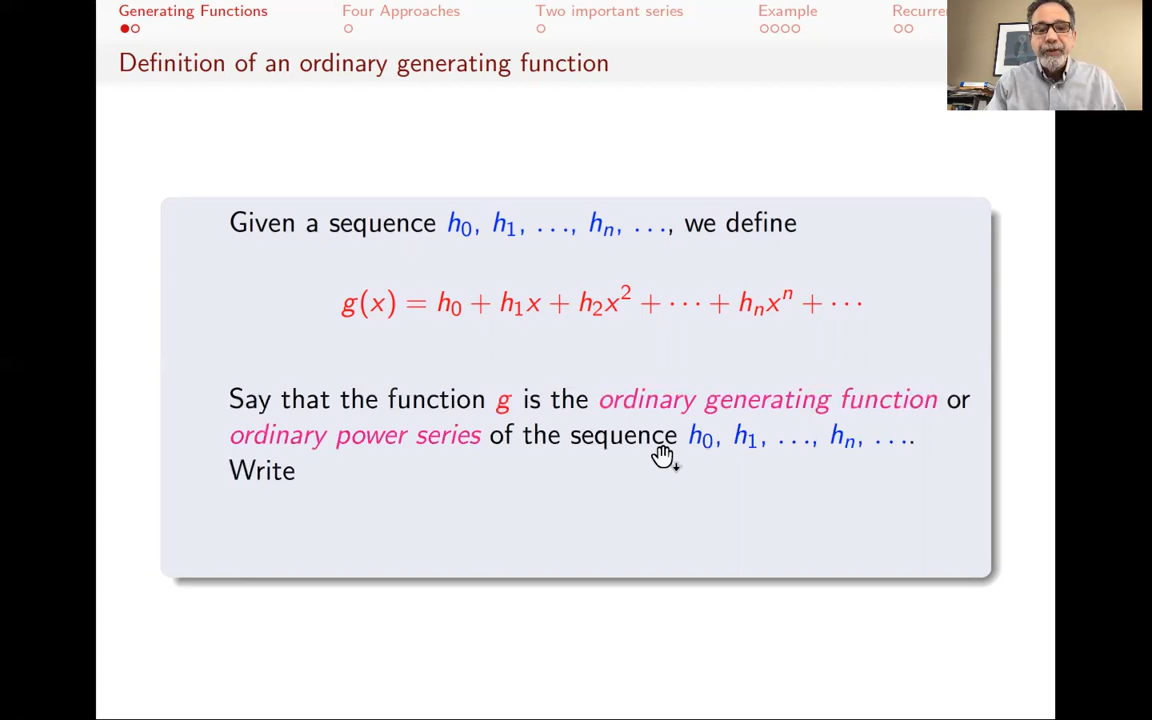 Generating Functions Four Approaches Two important series Example Recurre
Definition of an ordinary generating function
Given a sequence h₀, h₁, . . ., hₙ, . . ., we define
g(x) = h₀ + h₁x + h₂x² + · · · + hₙxⁿ + · · ·
Say that the function g is the ordinary generating function or
ordinary power series of the sequence h₀, h₁, . . ., hₙ, . . ..
Write